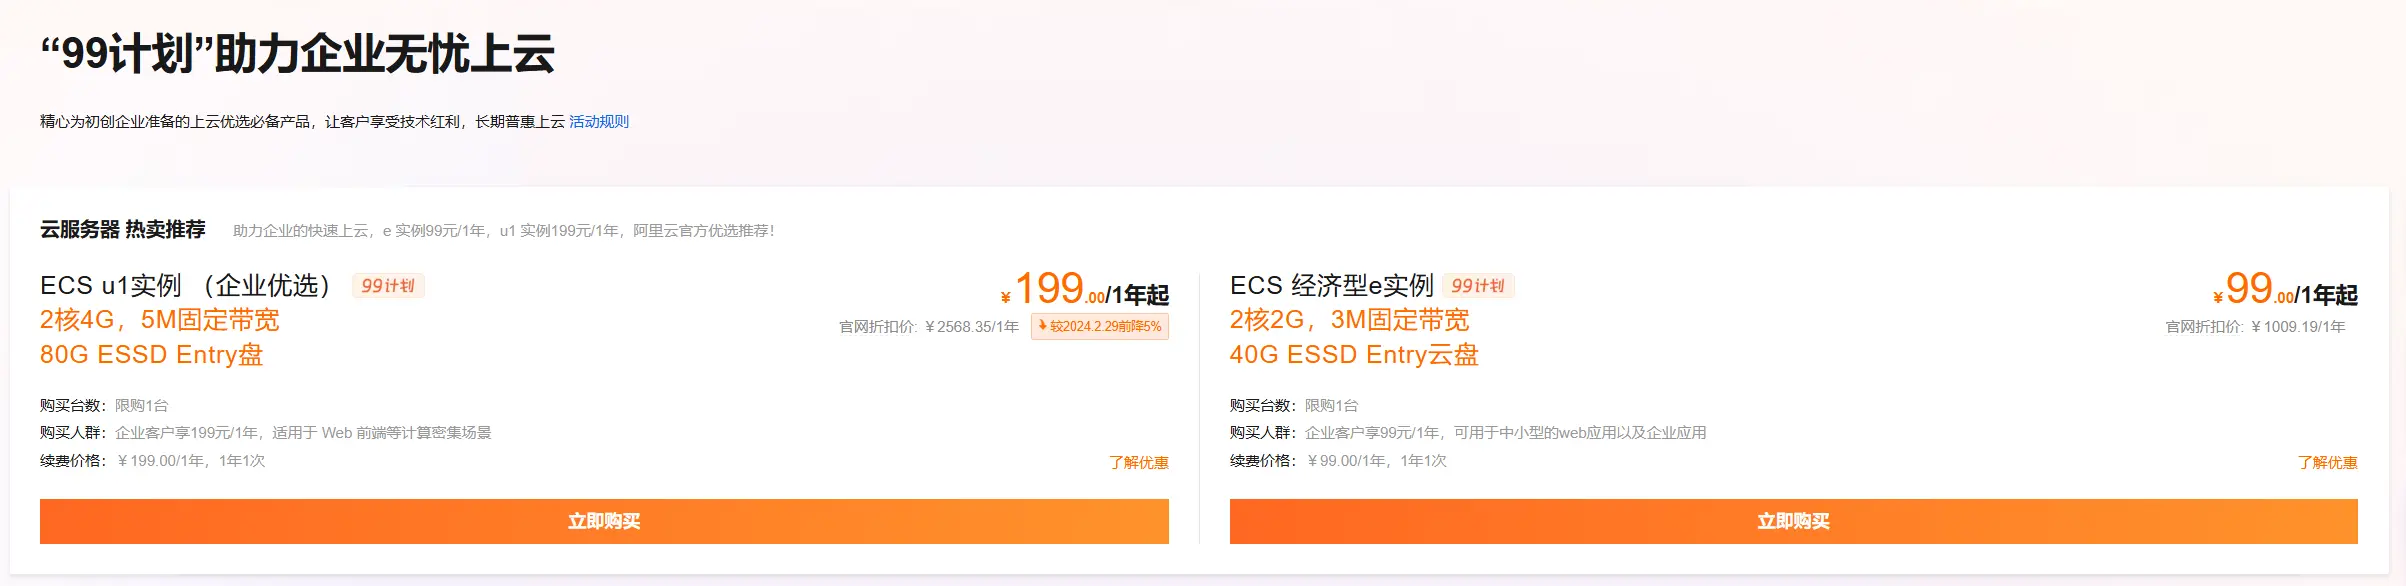 “99计划”助力企业无忧上云
精心为初创企业准备的上云优选必备产品，让客户享受技术红利，长期普惠上云 活动规则
云服务器 热卖推荐 助力企业的快速上云，e 实例99元/1年，u1 实例199元/1年，阿里云官方优选推荐！
ECS u1实例 （企业优选） 99计划
¥199.00/1年起
2核4G，5M固定带宽
官网折扣价: ¥2568.35/1年 较2024.2.29前降5%
80G ESSD Entry盘
购买台数：限购1台
购买人群：企业客户享199元/1年，适用于 Web 前端等计算密集场景
续费价格：¥199.00/1年，1年1次
了解优惠
立即购买
ECS 经济型e实例 99计划
¥99.00/1年起
2核2G，3M固定带宽
官网折扣价: ¥1009.19/1年
40G ESSD Entry云盘
购买台数：限购1台
购买人群：企业客户享99元/1年，可用于中小型的web应用以及企业应用
续费价格：¥99.00/1年，1年1次
了解优惠
立即购买